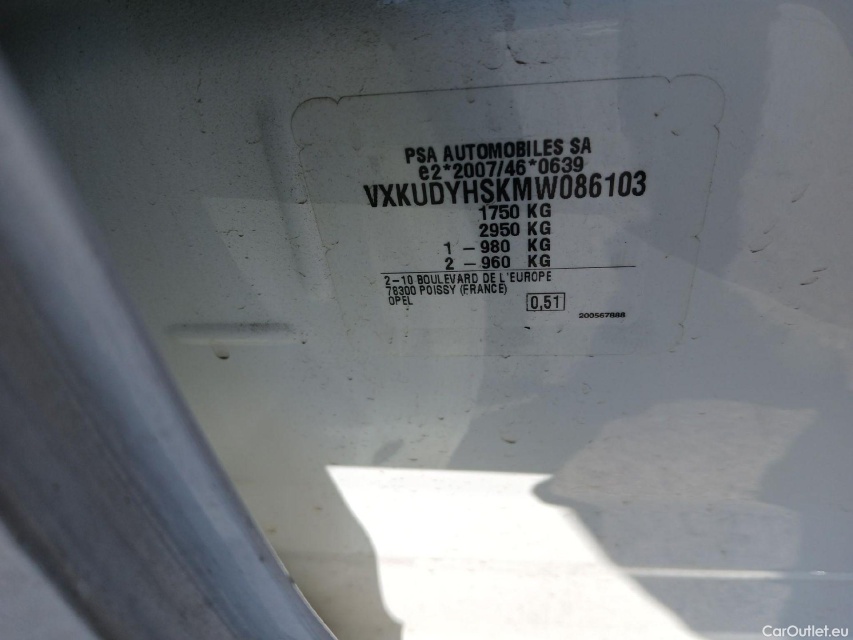 PSA AUTOMOBILES SA
e2*2007/46*0639
VXKUDYHSKMW086103
1750 KG
2950 KG
1 – 980 KG
2 – 960 KG
2–10 BOULEVARD DE L'EUROPE
78300 POISSY (FRANCE)
OPEL
0,51
200567888
CarOutlet.eu